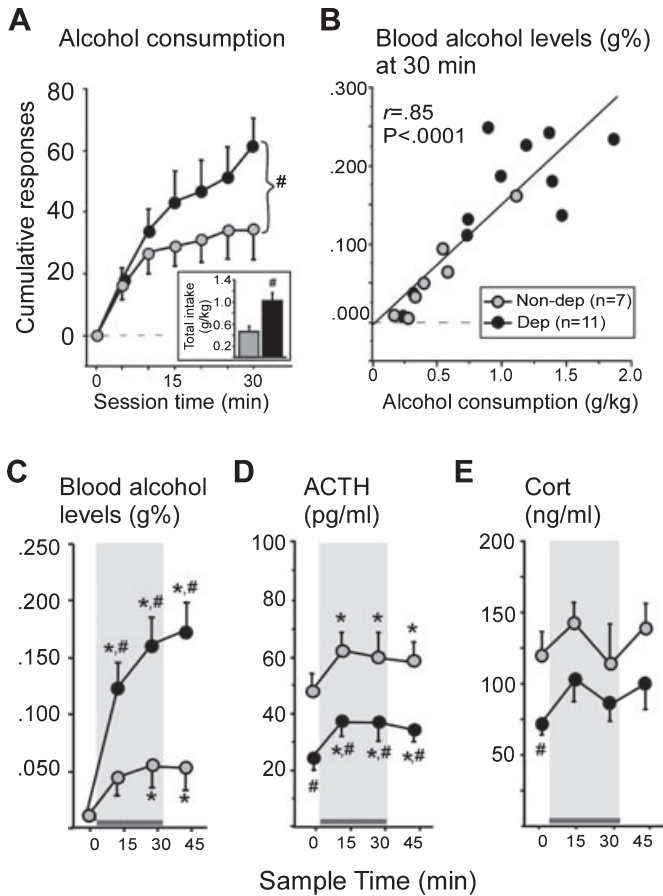 A Alcohol consumption
Cumulative responses
80
60
40
20
0
#
Total intake
(g/kg)
1.4
1.0
0.6
0.2
#
0 15 30
Session time (min)
B Blood alcohol levels (g%)
at 30 min
.300
.200
.100
.000
r=.85
P<.0001
Non-dep (n=7)
Dep (n=11)
0 0.5 1.0 1.5 2.0
Alcohol consumption (g/kg)
C Blood alcohol
levels (g%)
.250
.200
.150
.100
.050
*,#
*,#
*,#
*
*
0 15 30 45
D ACTH
(pg/ml)
100
80
60
40
20
*
*
*
#
*,#
*,#
*,#
0 15 30 45
E Cort
(ng/ml)
200
150
100
50
#
0 15 30 45
Sample Time (min)